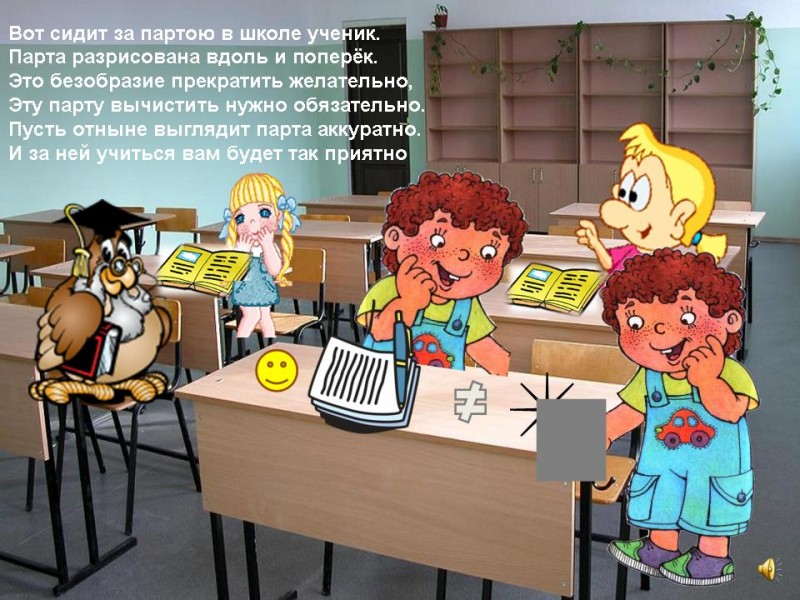 Вот сидит за партою в школе ученик.
Парта разрисована вдоль и поперёк.
Это безобразие прекратить желательно,
Эту парту вычистить нужно обязательно.
Пусть отныне выглядит парта аккуратно.
И за ней учиться вам будет так приятно
≠